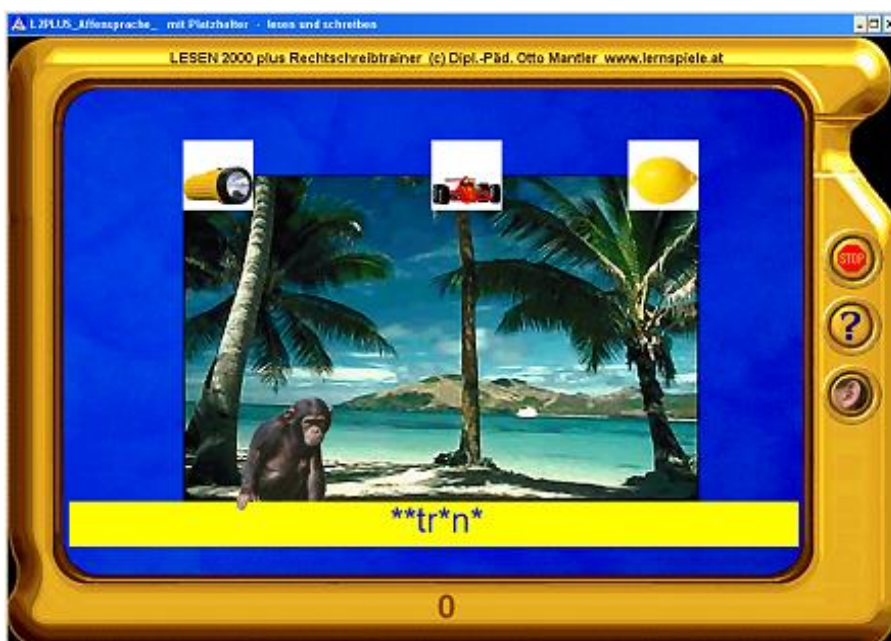 L2PLUS_Affensprache_ mit Platzhalter - lesen und schreiben
LESEN 2000 plus Rechtschreibtrainer (c) Dipl.-Päd. Otto Mantler www.lernspiele.at
STOP
?
**tr*n*
0